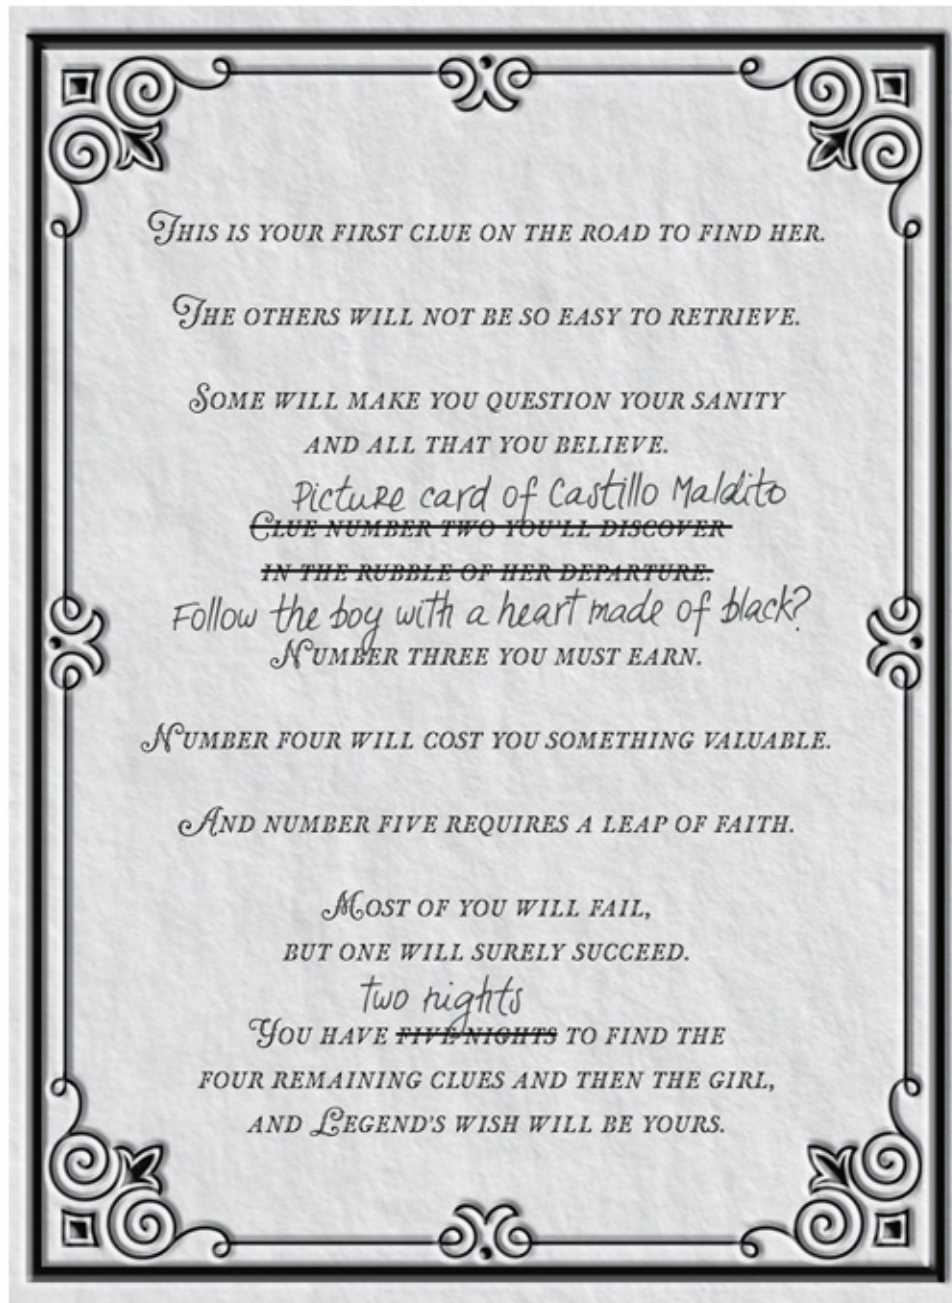 This is your first clue on the road to find her.
The others will not be so easy to retrieve.
Some will make you question your sanity
and all that you believe.
Picture card of Castillo Maldito
Clue number two you'll discover
in the rubble of her departure.
Follow the boy with a heart made of black?
Number three you must earn.
Number four will cost you something valuable.
And number five requires a leap of faith.
Most of you will fail,
but one will surely succeed.
two nights
You have five nights to find the
four remaining clues and then the girl,
and Legend's wish will be yours.